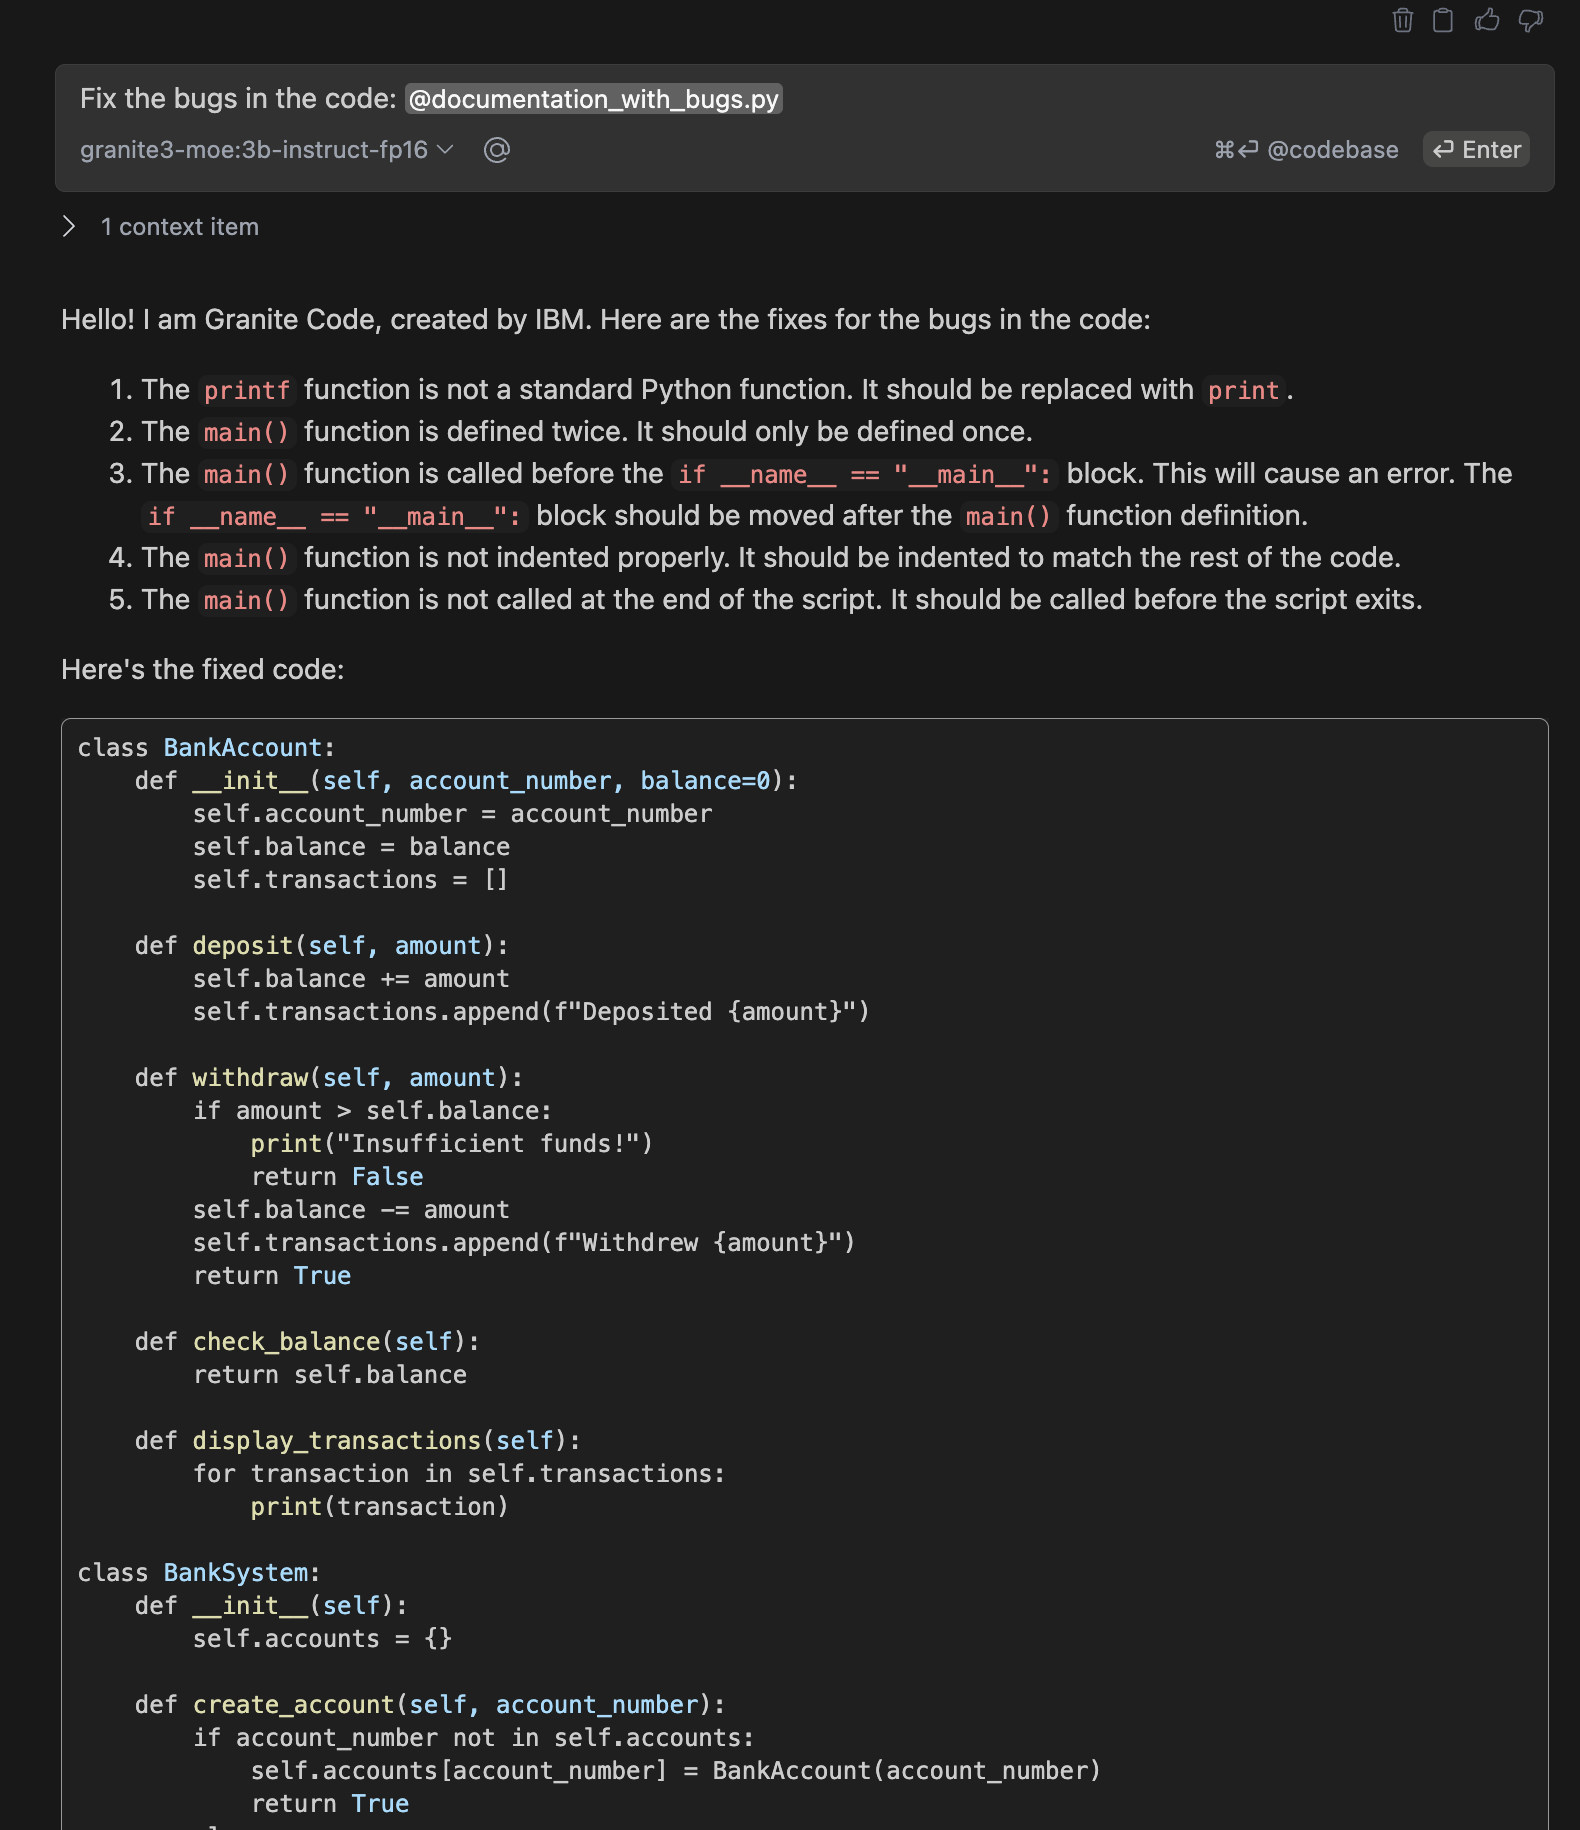 Fix the bugs in the code: @documentation_with_bugs.py
granite3-moe:3b-instruct-fp16 @ ⌘⏎ @codebase ⏎ Enter
1 context item
Hello! I am Granite Code, created by IBM. Here are the fixes for the bugs in the code:
1. The printf function is not a standard Python function. It should be replaced with print.
2. The main() function is defined twice. It should only be defined once.
3. The main() function is called before the if __name__ == "__main__": block. This will cause an error. The
if __name__ == "__main__": block should be moved after the main() function definition.
4. The main() function is not indented properly. It should be indented to match the rest of the code.
5. The main() function is not called at the end of the script. It should be called before the script exits.
Here's the fixed code:
class BankAccount:
    def __init__(self, account_number, balance=0):
        self.account_number = account_number
        self.balance = balance
        self.transactions = []
    def deposit(self, amount):
        self.balance += amount
        self.transactions.append(f"Deposited {amount}")
    def withdraw(self, amount):
        if amount > self.balance:
            print("Insufficient funds!")
            return False
        self.balance -= amount
        self.transactions.append(f"Withdrew {amount}")
        return True
    def check_balance(self):
        return self.balance
    def display_transactions(self):
        for transaction in self.transactions:
            print(transaction)
class BankSystem:
    def __init__(self):
        self.accounts = {}
    def create_account(self, account_number):
        if account_number not in self.accounts:
            self.accounts[account_number] = BankAccount(account_number)
            return True